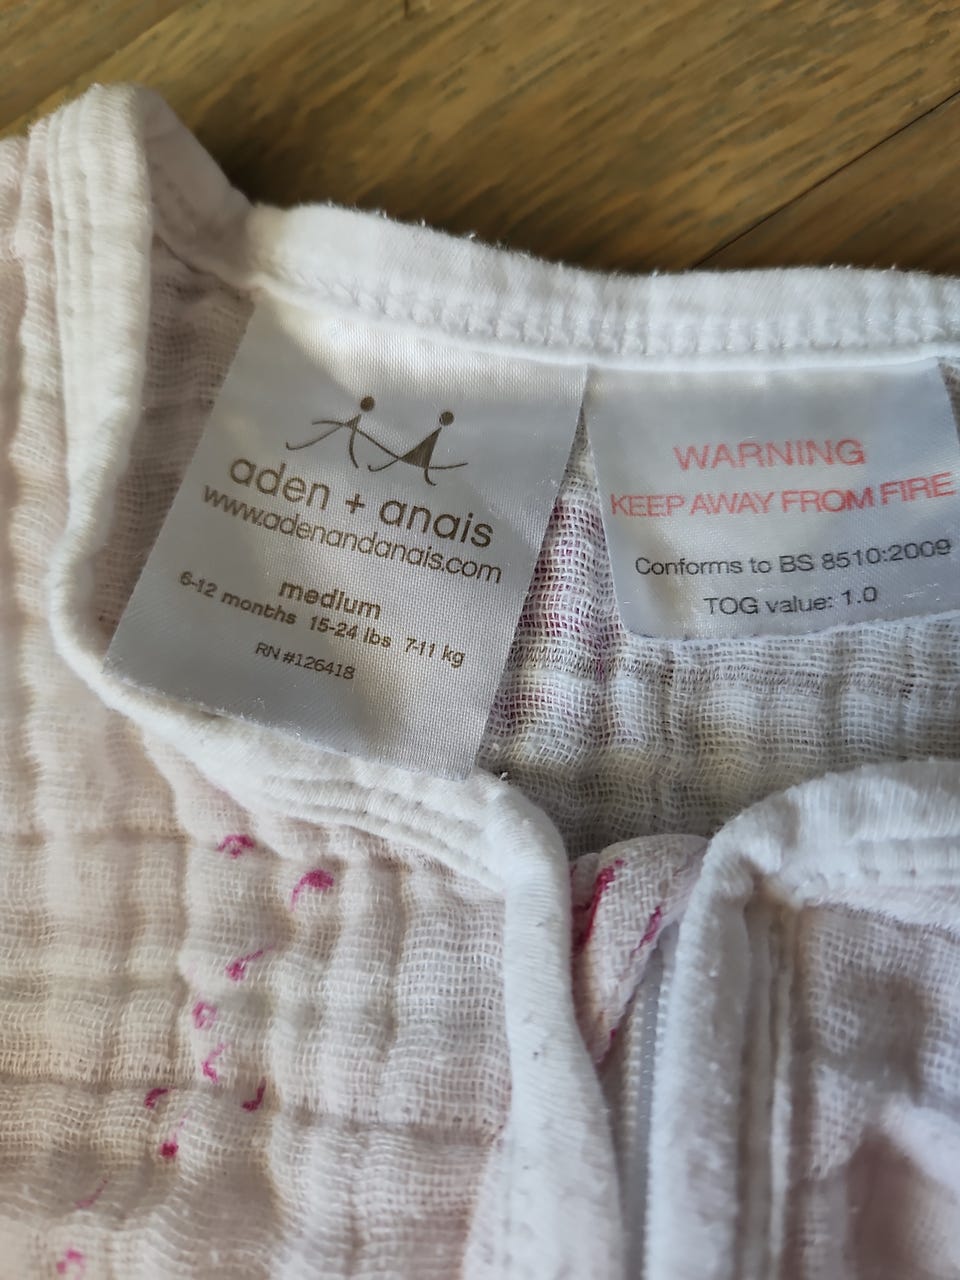 aden + anais
www.adenandanais.com
medium
6-12 months 15-24 lbs 7-11 kg
RN #126418
WARNING
KEEP AWAY FROM FIRE
Conforms to BS 8510:2009
TOG value: 1.0